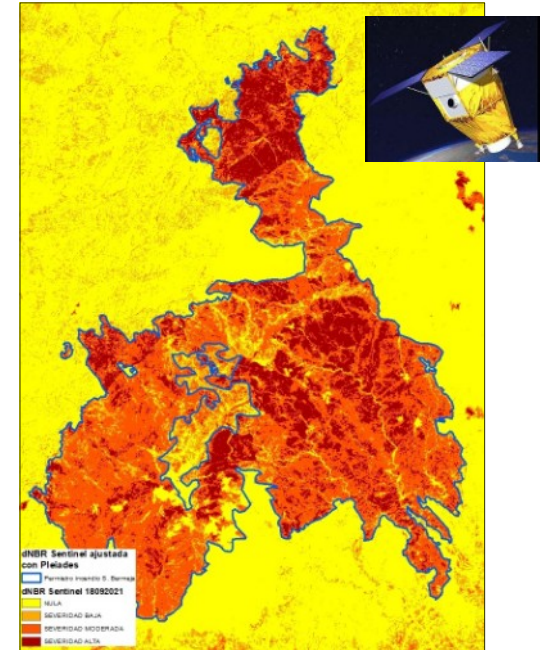 dNBR Sentinel ajustada
con Pleiades
Perímetro Incendio S. Bermeja
dNBR Sentinel 18092021
NULA
SEVERIDAD BAJA
SEVERIDAD MODERADA
SEVERIDAD ALTA